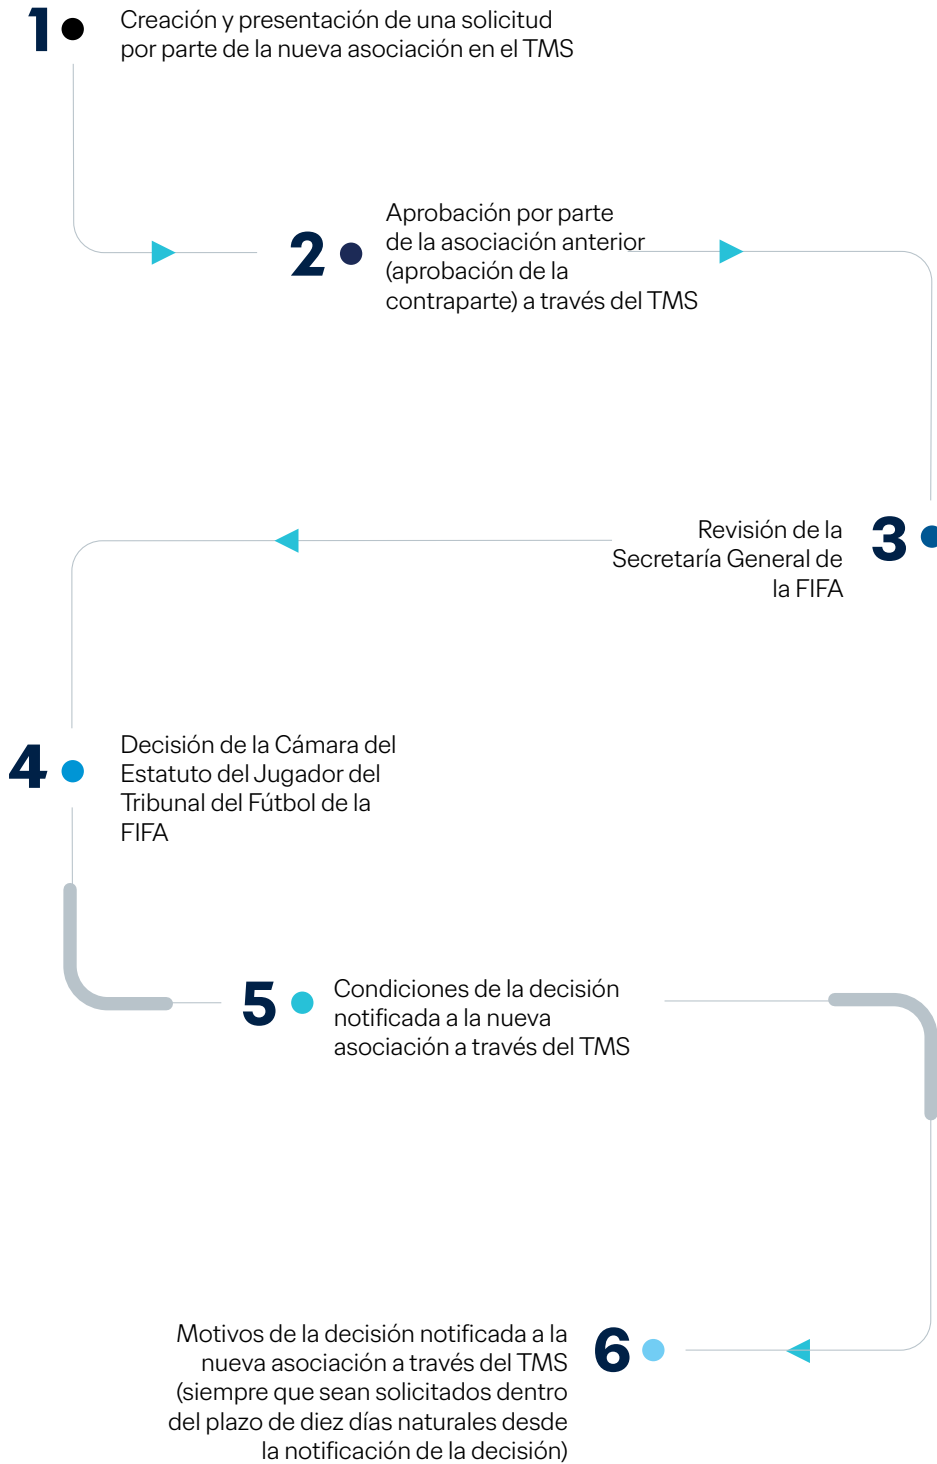 1
Creación y presentación de una solicitud
por parte de la nueva asociación en el TMS
2
Aprobación por parte
de la asociación anterior
(aprobación de la
contraparte) a través del TMS
3
Revisión de la
Secretaría General de
la FIFA
4
Decisión de la Cámara del
Estatuto del Jugador del
Tribunal del Fútbol de la
FIFA
5
Condiciones de la decisión
notificada a la nueva
asociación a través del TMS
6
Motivos de la decisión notificada a la
nueva asociación a través del TMS
(siempre que sean solicitados dentro
del plazo de diez días naturales desde
la notificación de la decisión)